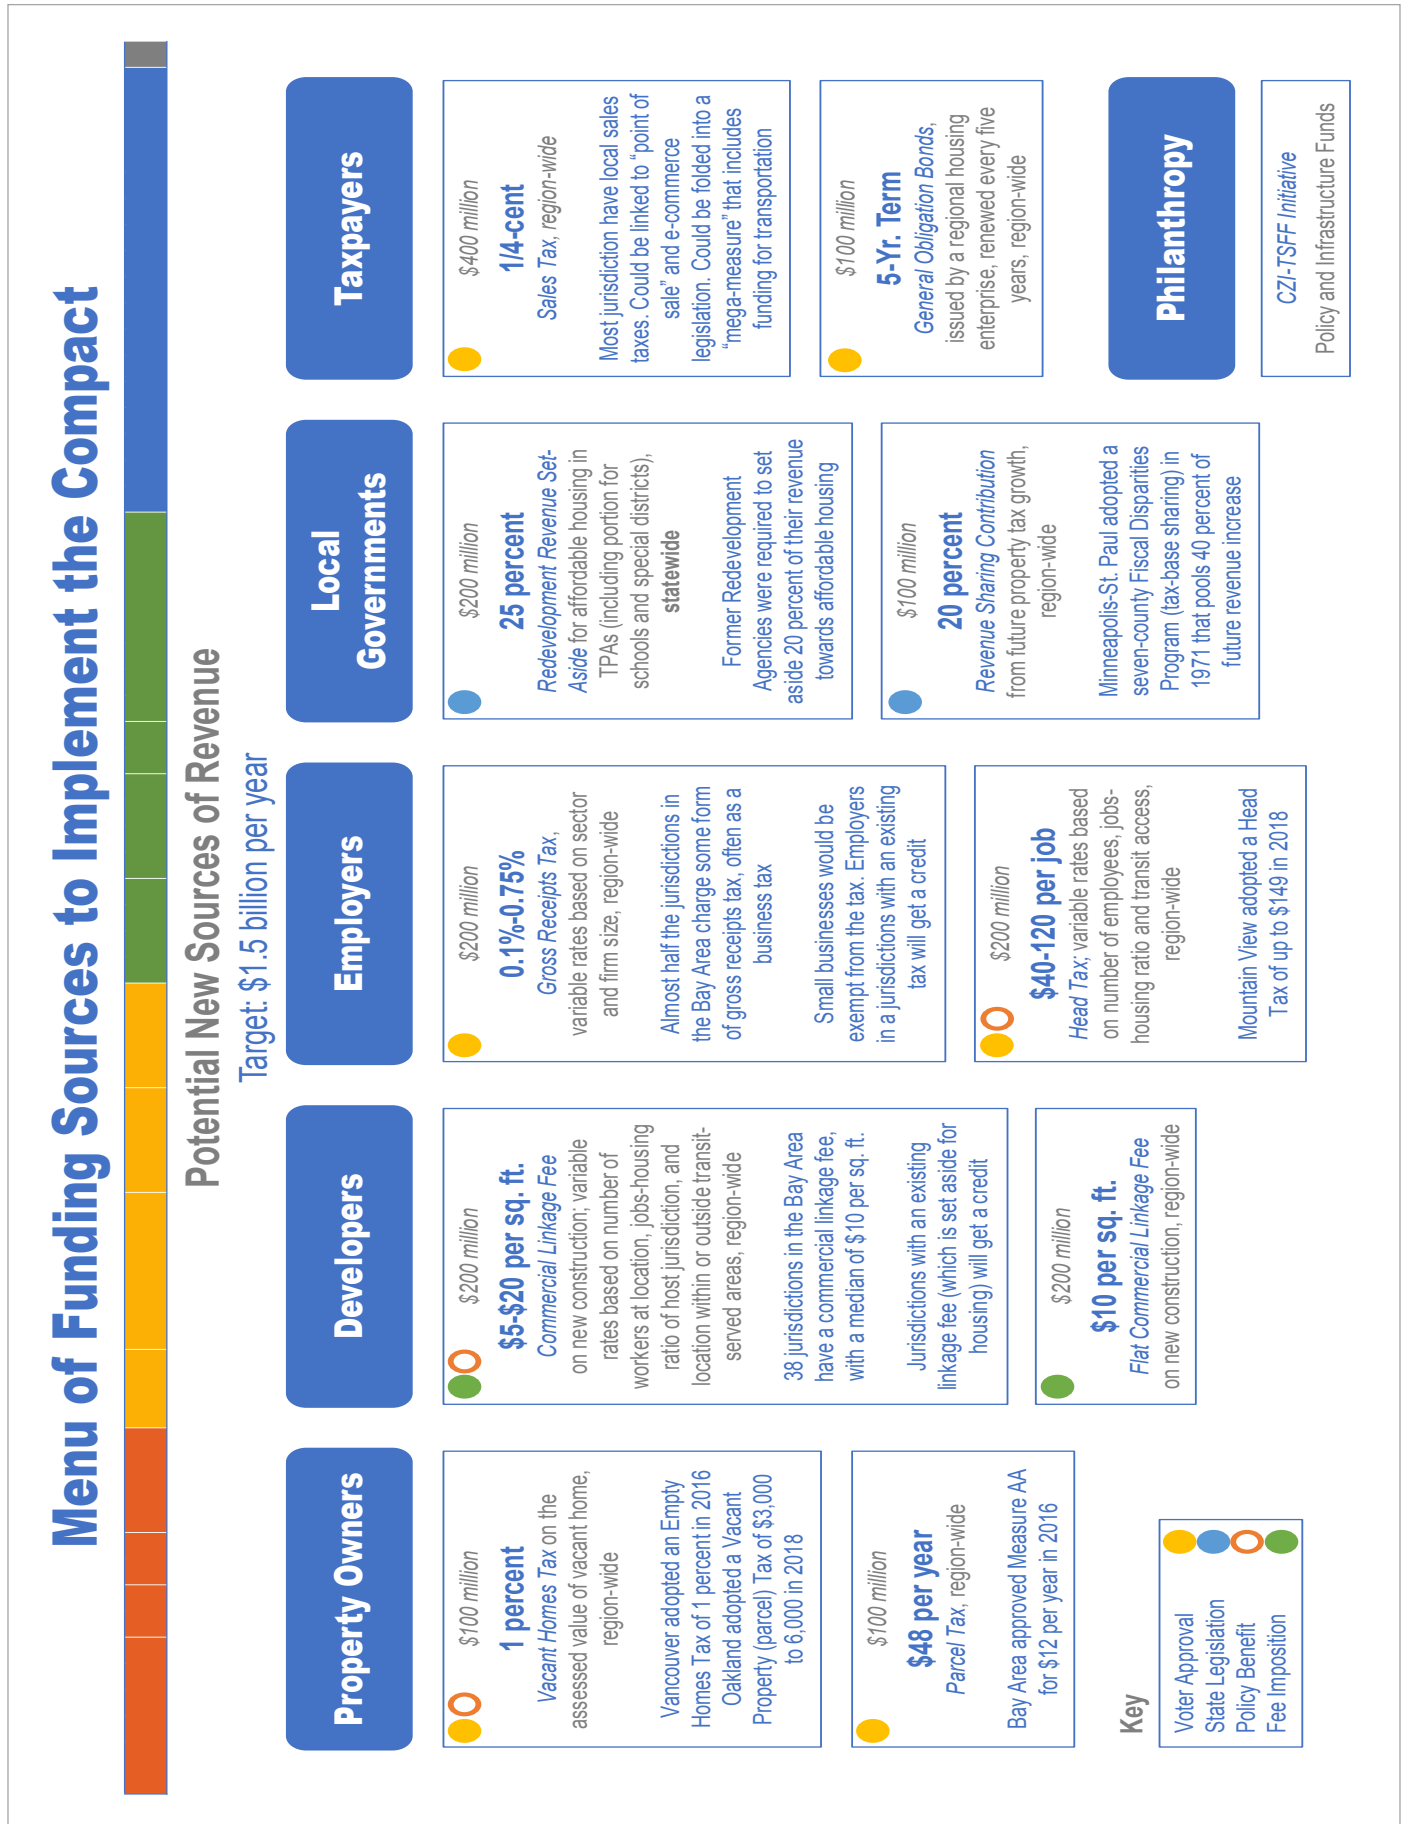 Menu of Funding Sources to Implement the Compact
Potential New Sources of Revenue
Target: $1.5 billion per year
Property Owners
$100 million
1 percent
Vacant Homes Tax on the
assessed value of vacant home,
region-wide
Vancouver adopted an Empty
Homes Tax of 1 percent in 2016
Oakland adopted a Vacant
Property (parcel) Tax of $3,000
to 6,000 in 2018
$100 million
$48 per year
Parcel Tax, region-wide
Bay Area approved Measure AA
for $12 per year in 2016
Key
Voter Approval
State Legislation
Policy Benefit
Fee Imposition
Developers
$200 million
$5-$20 per sq. ft.
Commercial Linkage Fee
on new construction; variable
rates based on number of
workers at location, jobs-housing
ratio of host jurisdiction, and
location within or outside transit-
served areas, region-wide
38 jurisdictions in the Bay Area
have a commercial linkage fee,
with a median of $10 per sq. ft.
Jurisdictions with an existing
linkage fee (which is set aside for
housing) will get a credit
$200 million
$10 per sq. ft.
Flat Commercial Linkage Fee
on new construction, region-wide
Employers
$200 million
0.1%-0.75%
Gross Receipts Tax,
variable rates based on sector
and firm size, region-wide
Almost half the jurisdictions in
the Bay Area charge some form
of gross receipts tax, often as a
business tax
Small businesses would be
exempt from the tax. Employers
in a jurisdictions with an existing
tax will get a credit
$200 million
$40-120 per job
Head Tax; variable rates based
on number of employees, jobs-
housing ratio and transit access,
region-wide
Mountain View adopted a Head
Tax of up to $149 in 2018
Local
Governments
$200 million
25 percent
Redevelopment Revenue Set-
Aside for affordable housing in
TPAs (including portion for
schools and special districts),
statewide
Former Redevelopment
Agencies were required to set
aside 20 percent of their revenue
towards affordable housing
$100 million
20 percent
Revenue Sharing Contribution
from future property tax growth,
region-wide
Minneapolis-St. Paul adopted a
seven-county Fiscal Disparities
Program (tax-base sharing) in
1971 that pools 40 percent of
future revenue increase
Taxpayers
$400 million
1/4-cent
Sales Tax, region-wide
Most jurisdiction have local sales
taxes. Could be linked to “point of
sale” and e-commerce
legislation. Could be folded into a
“mega-measure” that includes
funding for transportation
$100 million
5-Yr. Term
General Obligation Bonds,
issued by a regional housing
enterprise, renewed every five
years, region-wide
Philanthropy
CZI-TSFF Initiative
Policy and Infrastructure Funds